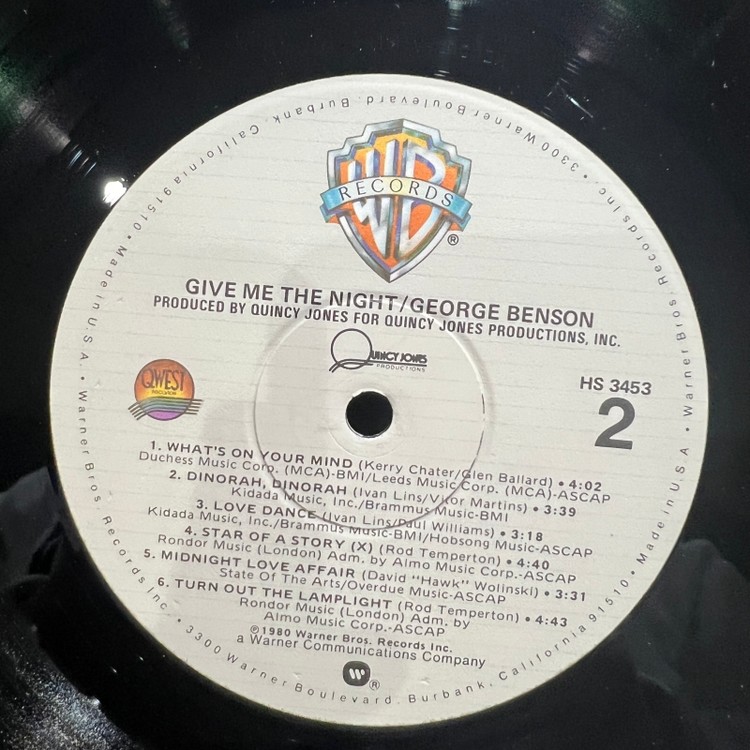 3300 Warner Boulevard, Burbank, California 91510 • Made in U.S.A. • Warner Bros. Records Inc. • 3300 Warner Boulevard, Burbank, California 91510 • Made in U.S.A. • Warner Bros. Records Inc. •
WB
RECORDS
®
GIVE ME THE NIGHT/GEORGE BENSON
PRODUCED BY QUINCY JONES FOR QUINCY JONES PRODUCTIONS, INC.
QUINCY JONES
PRODUCTIONS
QWEST
RECORDS
HS 3453
2
1. WHAT'S ON YOUR MIND (Kerry Chater/Glen Ballard) • 4:02
Duchess Music Corp. (MCA)-BMI/Leeds Music Corp. (MCA)-ASCAP
2. DINORAH, DINORAH (Ivan Lins/Vitor Martins) • 3:39
Kidada Music, Inc./Brammus Music-BMI
3. LOVE DANCE (Ivan Lins/Paul Williams) • 3:18
Kidada Music, Inc./Brammus Music-BMI/Hobsong Music-ASCAP
4. STAR OF A STORY (X) (Rod Temperton) • 4:40
Rondor Music (London) Adm. by Almo Music Corp.-ASCAP
5. MIDNIGHT LOVE AFFAIR (David "Hawk" Wolinski) • 3:31
State Of The Arts/Overdue Music-ASCAP
6. TURN OUT THE LAMPLIGHT (Rod Temperton) • 4:43
Rondor Music (London) Adm. by
Almo Music Corp.-ASCAP
℗1980 Warner Bros. Records Inc.
a Warner Communications Company
®